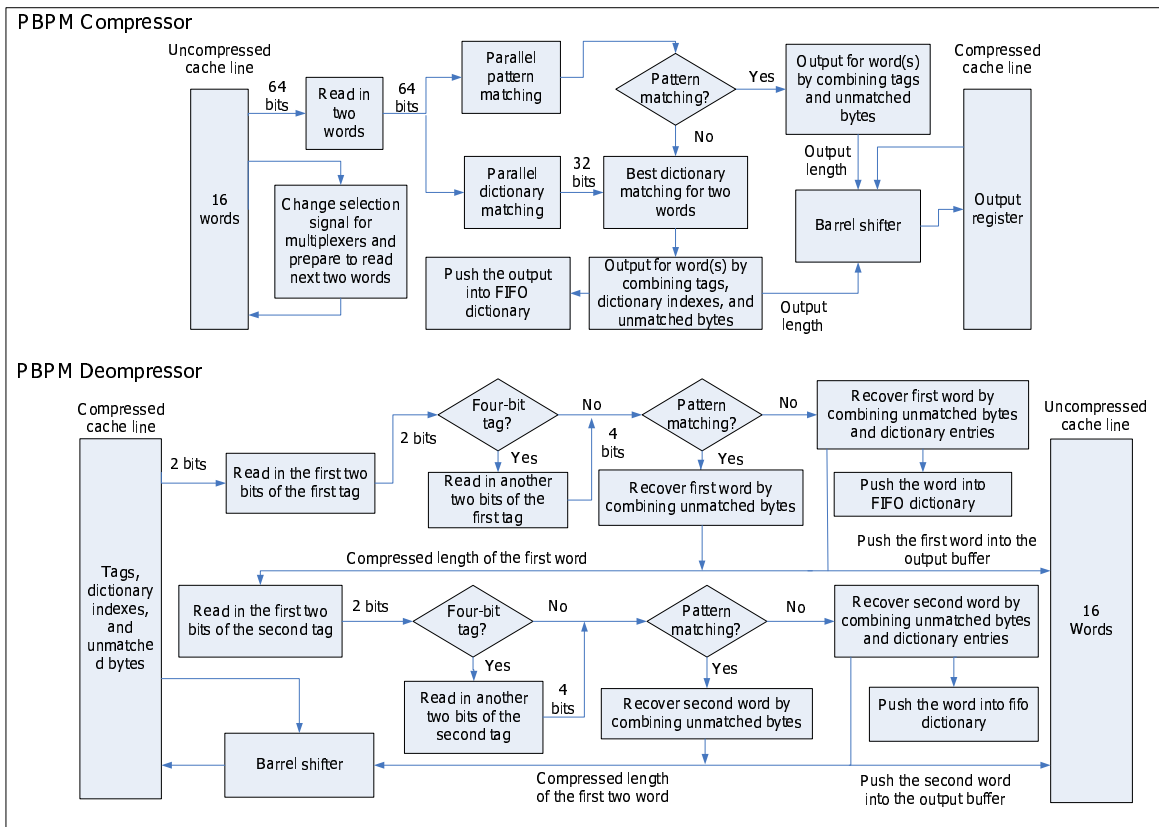 PBPM Compressor
Uncompressed
cache line
16
words
64
bits
Read in
two
words
64
bits
Change selection
signal for
multiplexers and
prepare to read
next two words
Parallel
pattern
matching
Parallel
dictionary
matching
32
bits
Pattern
matching?
Yes
No
Best dictionary
matching for two
words
Output for word(s)
by combining tags
and unmatched
bytes
Output
length
Push the output
into FIFO
dictionary
Output for word(s) by
combining tags,
dictionary indexes, and
unmatched bytes
Output
length
Barrel shifter
Compressed
cache line
Output
register
PBPM Deompressor
Compressed
cache line
Tags,
dictionary
indexes,
and
unmatche
d bytes
2 bits
Read in the first two
bits of the first tag
2 bits
Four-bit
tag?
No
Yes
Read in another
two bits of the
first tag
4
bits
Pattern
matching?
No
Yes
Recover first word by
combining unmatched bytes
Recover first word by
combining unmatched bytes
and dictionary entries
Push the word into
FIFO dictionary
Uncompressed
cache line
16
Words
Compressed length of the first word
Push the first word into the
output buffer
Read in the first two
bits of the second tag
2 bits
Four-bit
tag?
No
Yes
Read in another
two bits of the
second tag
4
bits
Pattern
matching?
No
Yes
Recover second word by
combining unmatched bytes
Recover second word by
combining unmatched bytes
and dictionary entries
Push the word into fifo
dictionary
Barrel shifter
Compressed length
of the first two word
Push the second word
into the output buffer